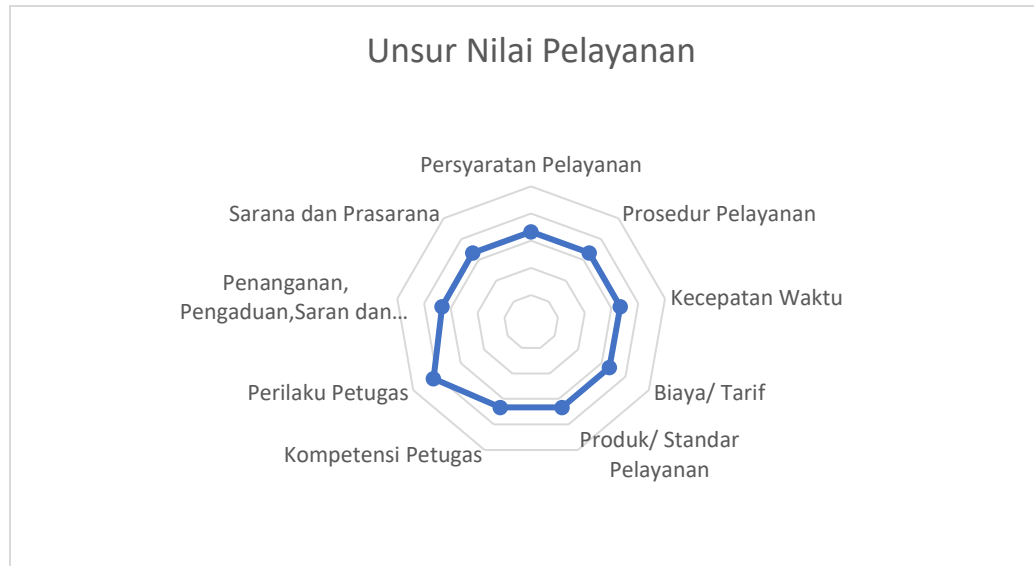 Unsur Nilai Pelayanan
Persyaratan Pelayanan
Prosedur Pelayanan
Kecepatan Waktu
Biaya/ Tarif
Produk/ Standar
Pelayanan
Kompetensi Petugas
Perilaku Petugas
Penanganan,
Pengaduan,Saran dan…
Sarana dan Prasarana